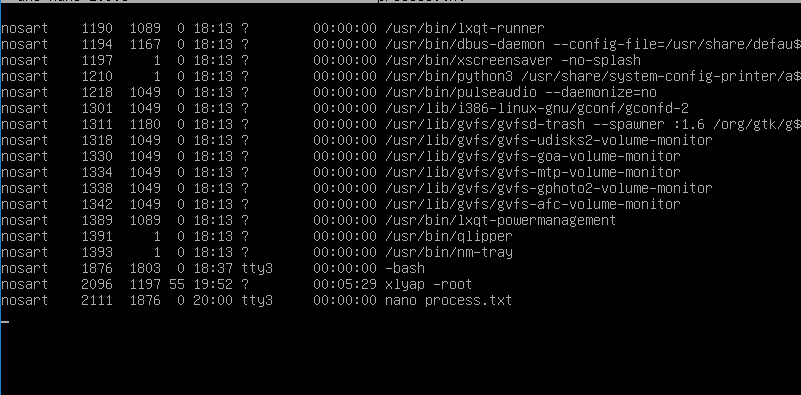 nosart 1190 1089 0 18:13 ? 00:00:00 /usr/bin/lxqt-runner
nosart 1194 1167 0 18:13 ? 00:00:00 /usr/bin/dbus-daemon --config-file=/usr/share/defau$
nosart 1197 1 0 18:13 ? 00:00:00 /usr/bin/xscreensaver -no-splash
nosart 1210 1 0 18:13 ? 00:00:00 /usr/bin/python3 /usr/share/system-config-printer/a$
nosart 1218 1049 0 18:13 ? 00:00:00 /usr/bin/pulseaudio --daemonize=no
nosart 1301 1049 0 18:13 ? 00:00:00 /usr/lib/i386-linux-gnu/gconf/gconfd-2
nosart 1311 1180 0 18:13 ? 00:00:00 /usr/lib/gvfs/gvfsd-trash --spawner :1.6 /org/gtk/g$
nosart 1318 1049 0 18:13 ? 00:00:00 /usr/lib/gvfs/gvfs-udisks2-volume-monitor
nosart 1330 1049 0 18:13 ? 00:00:00 /usr/lib/gvfs/gvfs-goa-volume-monitor
nosart 1334 1049 0 18:13 ? 00:00:00 /usr/lib/gvfs/gvfs-mtp-volume-monitor
nosart 1338 1049 0 18:13 ? 00:00:00 /usr/lib/gvfs/gvfs-gphoto2-volume-monitor
nosart 1342 1049 0 18:13 ? 00:00:00 /usr/lib/gvfs/gvfs-afc-volume-monitor
nosart 1389 1089 0 18:13 ? 00:00:00 /usr/bin/lxqt-powermanagement
nosart 1391 1 0 18:13 ? 00:00:00 /usr/bin/qlipper
nosart 1393 1 0 18:13 ? 00:00:00 /usr/bin/nm-tray
nosart 1876 1803 0 18:37 tty3 00:00:00 -bash
nosart 2096 1197 55 19:52 ? 00:05:29 xlyap -root
nosart 2111 1876 0 20:00 tty3 00:00:00 nano process.txt